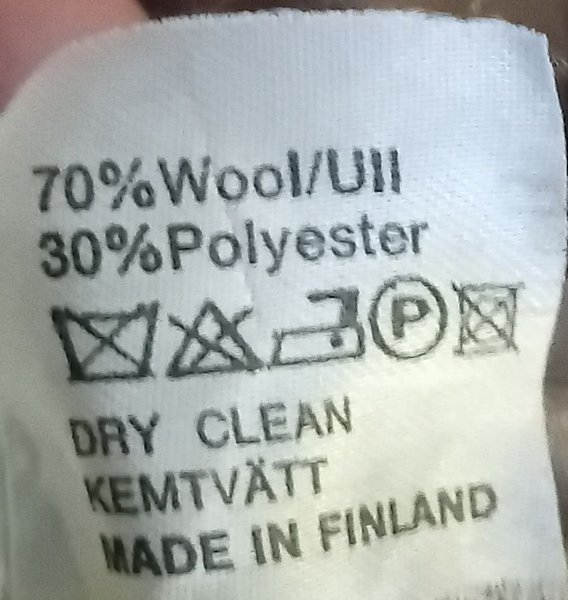 70%Wool/Ull
30%Polyester
P
DRY CLEAN
KEMTVÄTT
MADE IN FINLAND